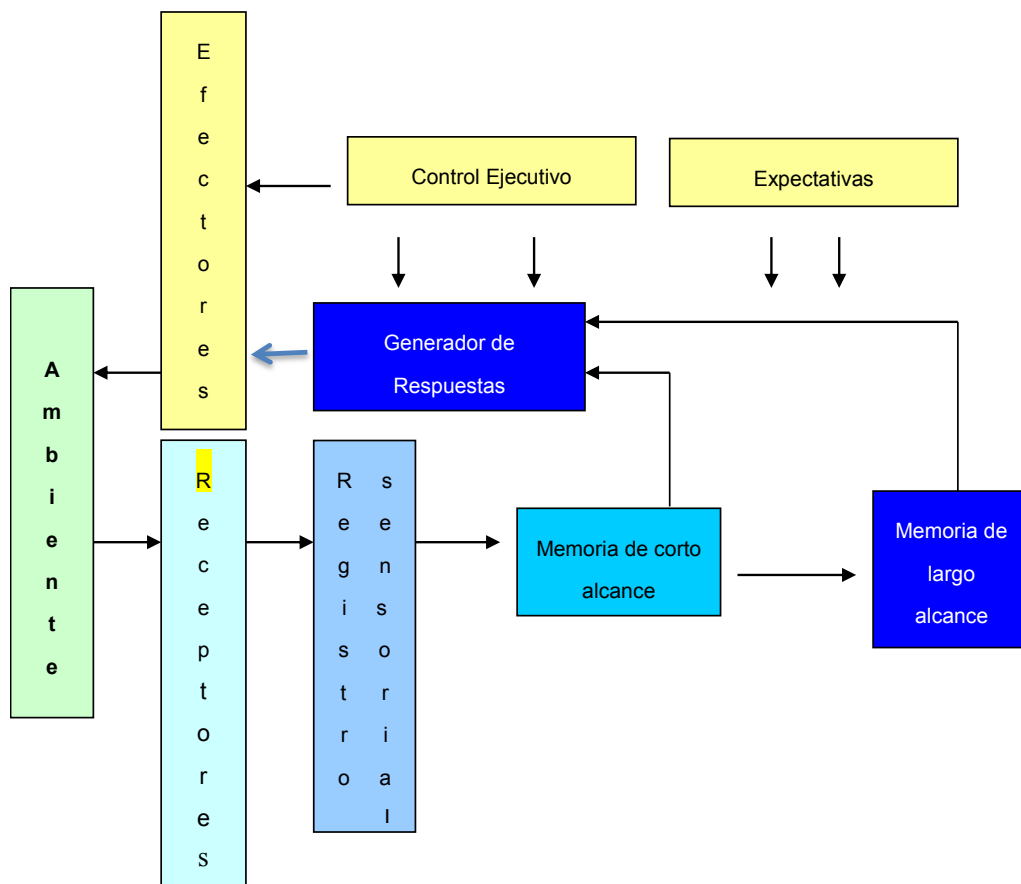 Efectores
Control Ejecutivo
Expectativas
Generador de
Respuestas
Ambiente
Receptores
Registro
sensorial
Memoria de corto
alcance
Memoria de
largo
alcance